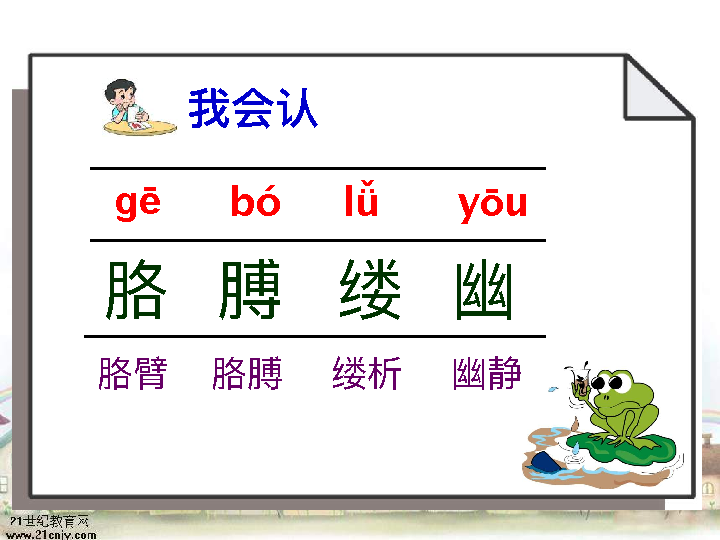 我会认
gē bó lǚ yōu
胳 膊 缕 幽
胳臂 胳膊 缕析 幽静
21世纪教育网
www.21cnjy.com